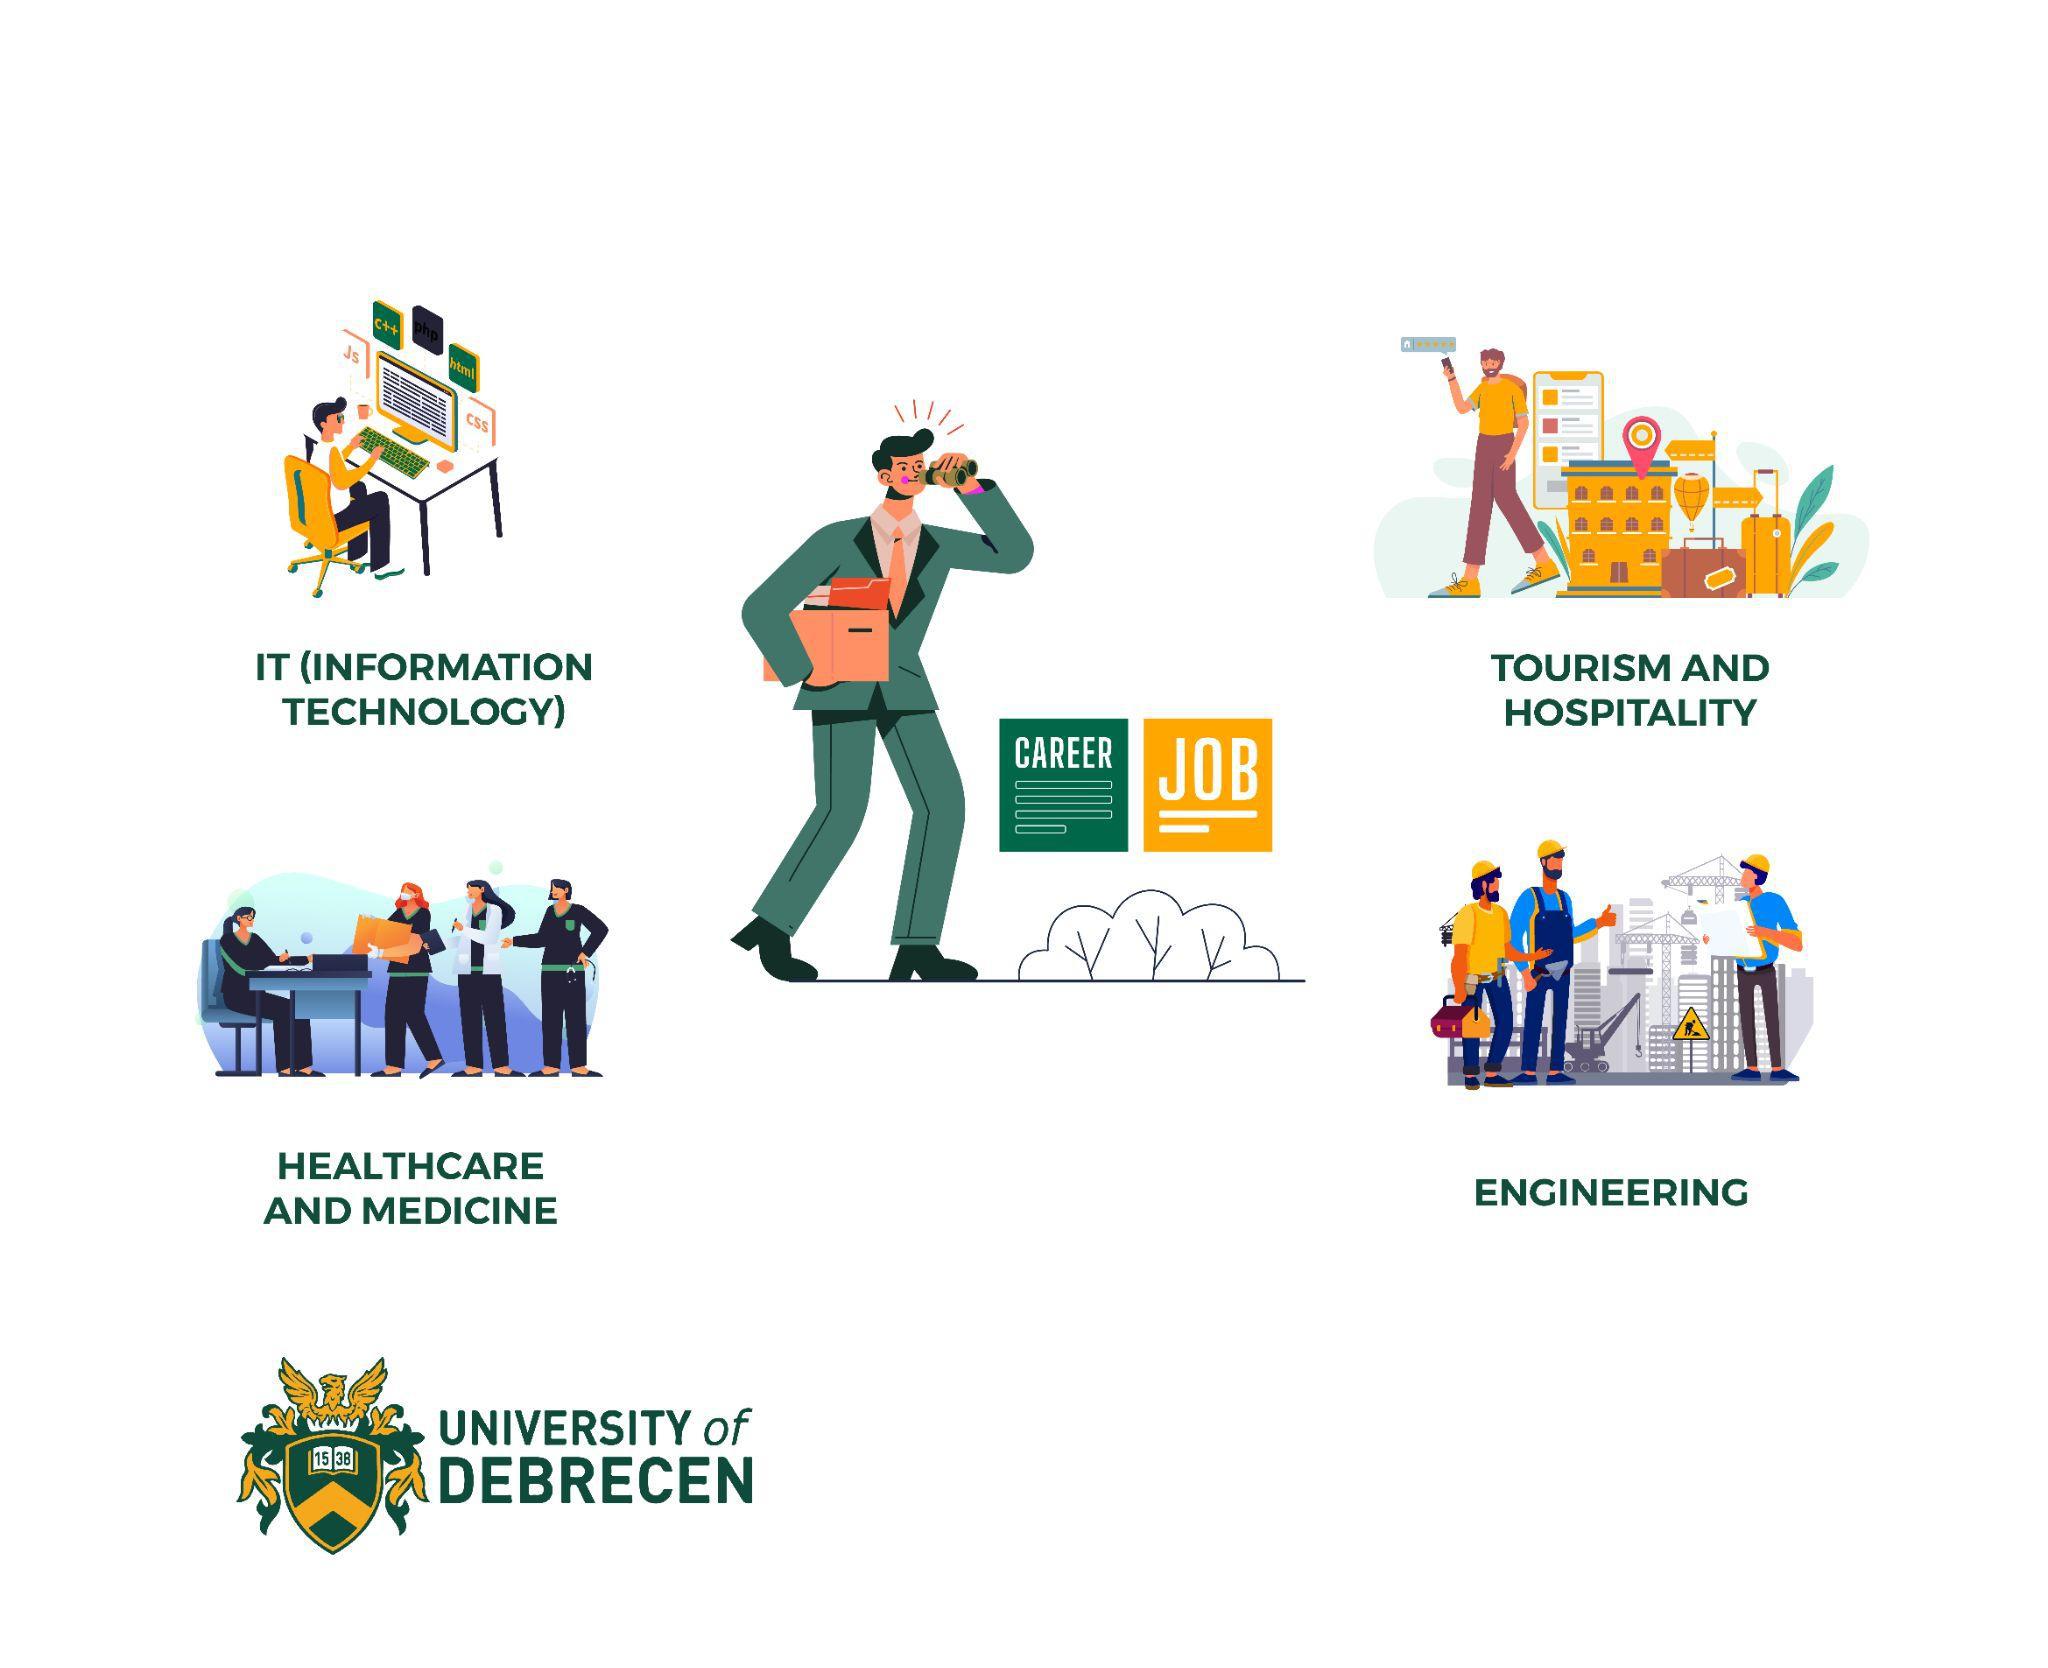 c++
php
Js
html
css
IT (INFORMATION
TECHNOLOGY)
TOURISM AND
HOSPITALITY
CAREER
JOB
HEALTHCARE
AND MEDICINE
ENGINEERING
15 38
UNIVERSITY of
DEBRECEN